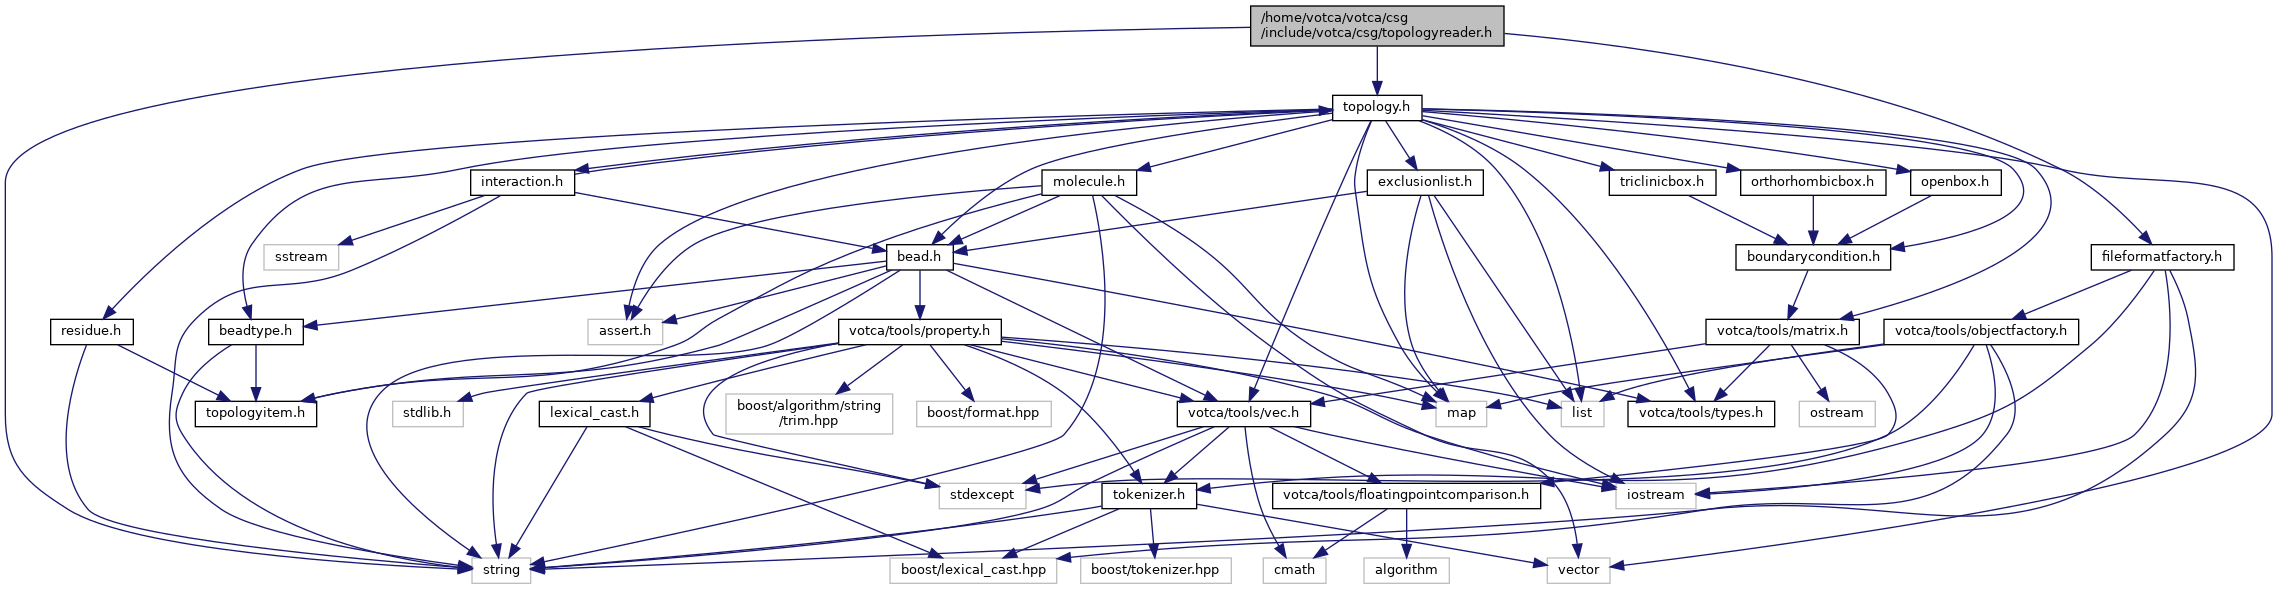 /home/votca/votca/csg
/include/votca/csg/topologyreader.h
topology.h
interaction.h
molecule.h
exclusionlist.h
triclinicbox.h
orthorhombicbox.h
openbox.h
sstream
bead.h
boundarycondition.h
fileformatfactory.h
residue.h
beadtype.h
assert.h
votca/tools/property.h
votca/tools/matrix.h
votca/tools/objectfactory.h
topologyitem.h
stdlib.h
lexical_cast.h
boost/algorithm/string
/trim.hpp
boost/format.hpp
votca/tools/vec.h
map
list
votca/tools/types.h
ostream
stdexcept
tokenizer.h
votca/tools/floatingpointcomparison.h
iostream
string
boost/lexical_cast.hpp
boost/tokenizer.hpp
cmath
algorithm
vector